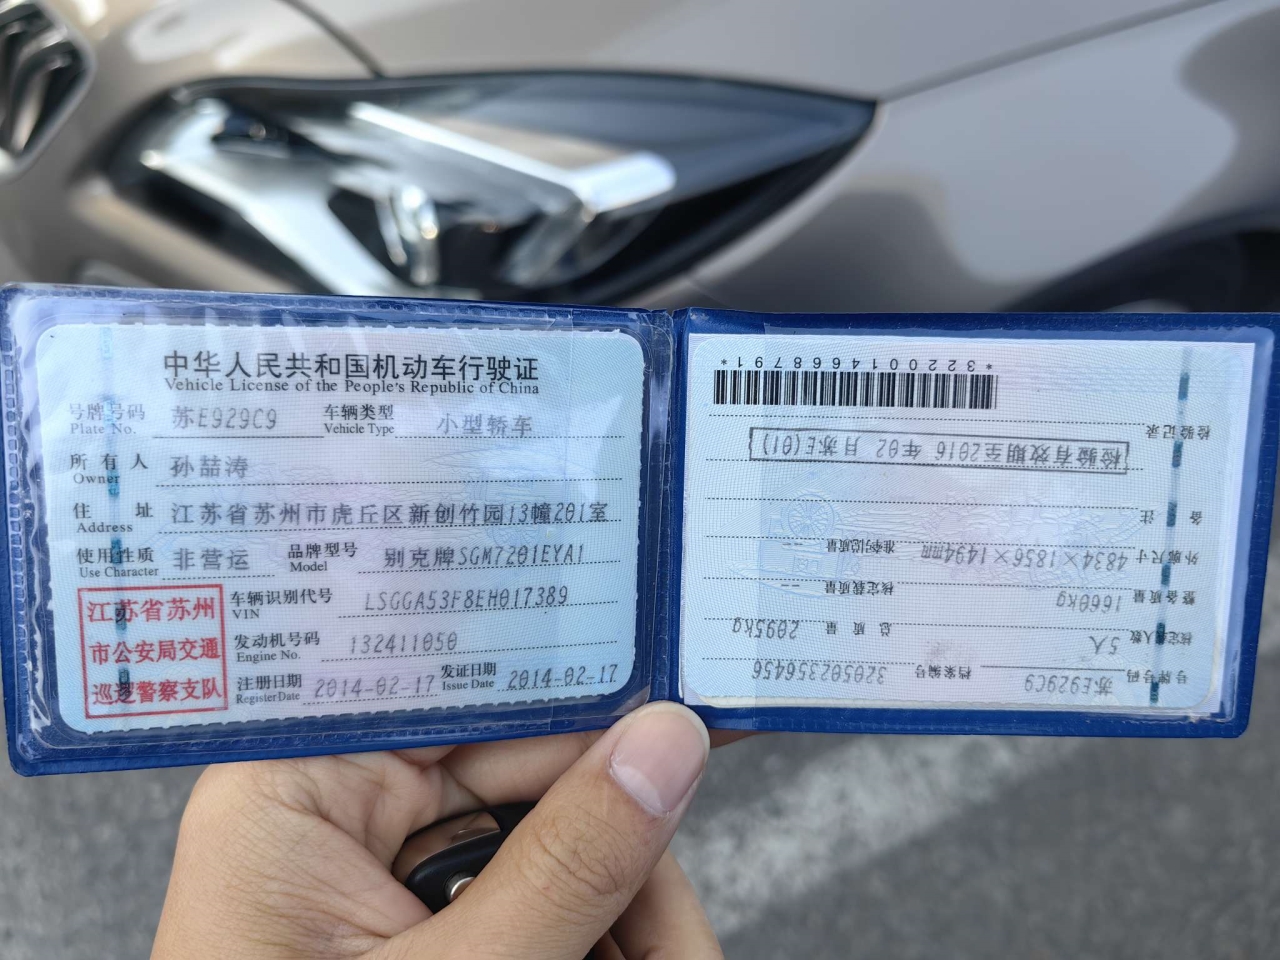 中华人民共和国机动车行驶证
Vehicle License of the People's Republic of China
号牌号码 苏E929C9 车辆类型 小型轿车
Plate No. Vehicle Type
所有人 孙喆涛
Owner
住址 江苏省苏州市虎丘区新创竹园13幢201室
Address
使用性质 非营运 品牌型号 别克牌SGM7201EYA1
Use Character Model
江苏省苏州
市公安局交通
巡逻警察支队
车辆识别代号 LSGGA53F8EH017389
VIN
发动机号码 132411050
Engine No.
注册日期 2014-02-17 发证日期 2014-02-17
Register Date Issue Date
号牌号码 苏E929C9 档案编号 320502356456
核定载人数 5人 总质量 2095kg
整备质量 1660kg 核定载质量 --
外廓尺寸 4834×1856×1494mm 准牵引总质量 --
备注
检验记录
检验有效期至2016年02月苏E(01)
*3220014668791*